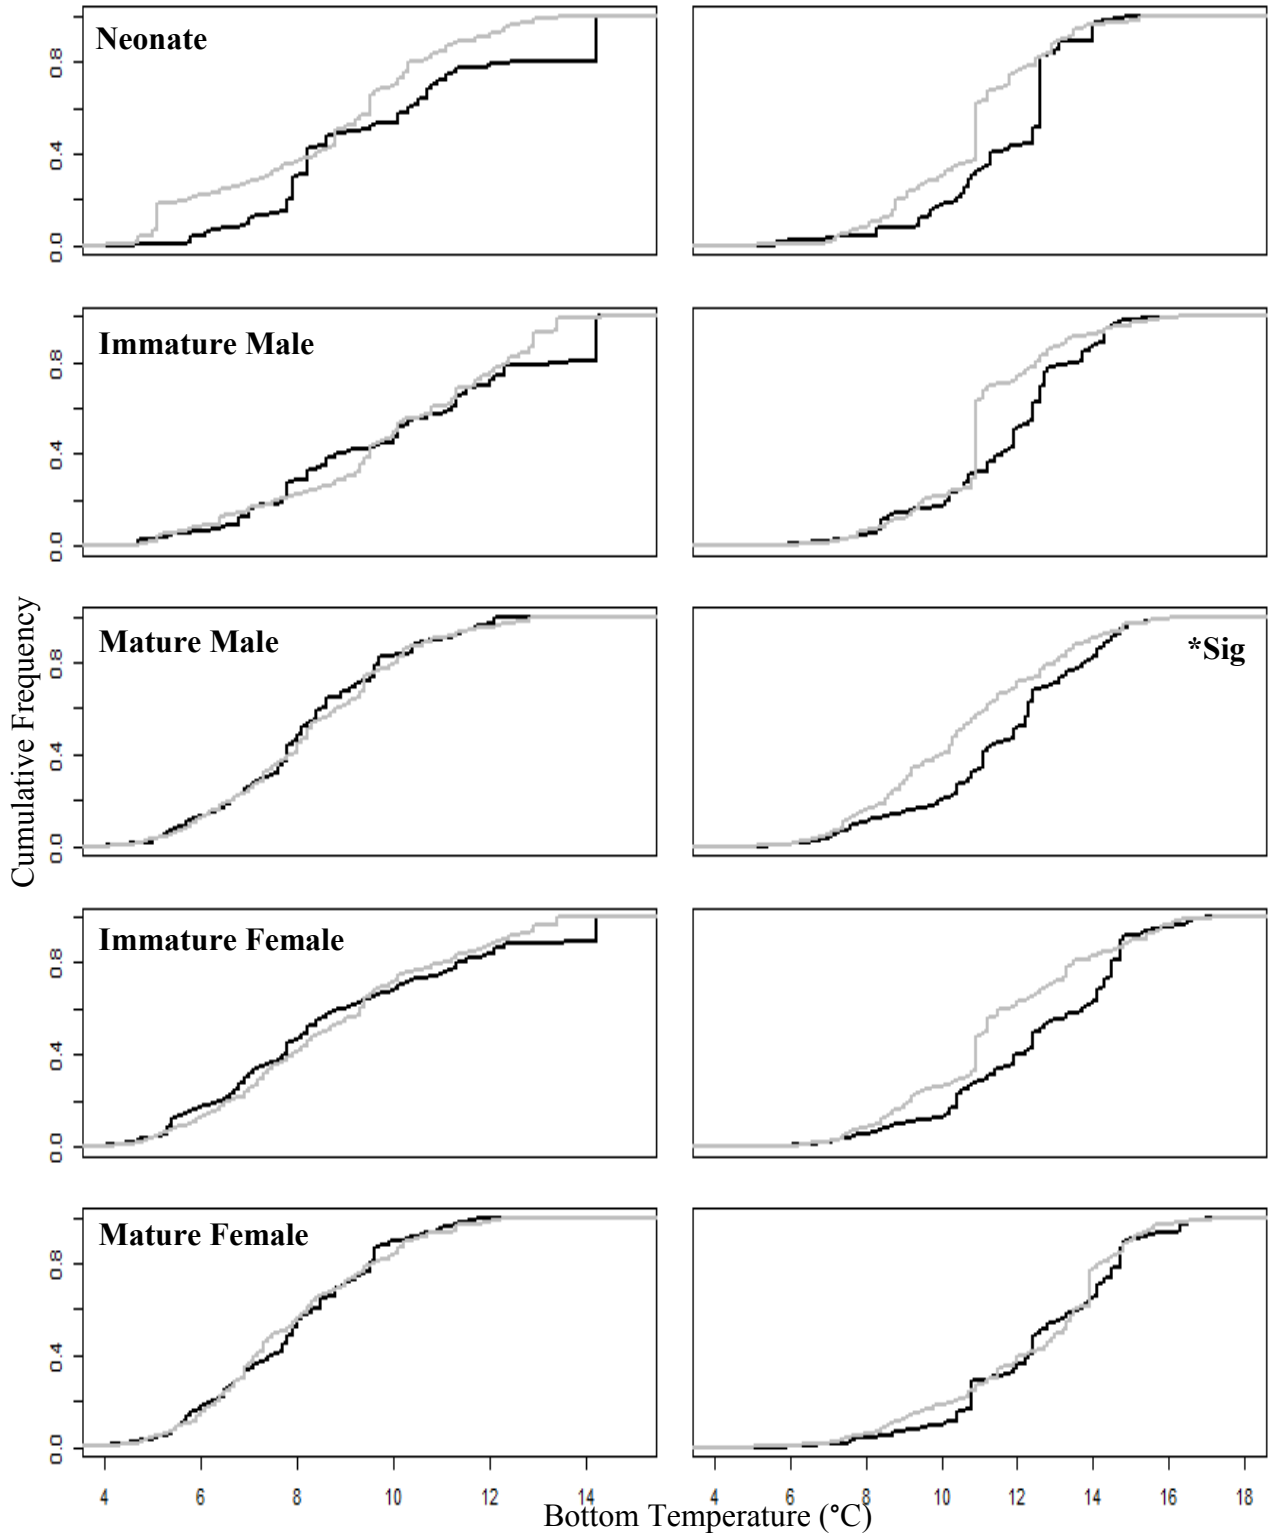 Neonate
0.0 0.4 0.8
Immature Male
0.0 0.4 0.8
Mature Male
*Sig
0.0 0.4 0.8
Cumulative Frequency
Immature Female
0.0 0.4 0.8
Mature Female
0.0 0.4 0.8
4 6 8 10 12 14
4 6 8 10 12 14 16 18
Bottom Temperature (°C)